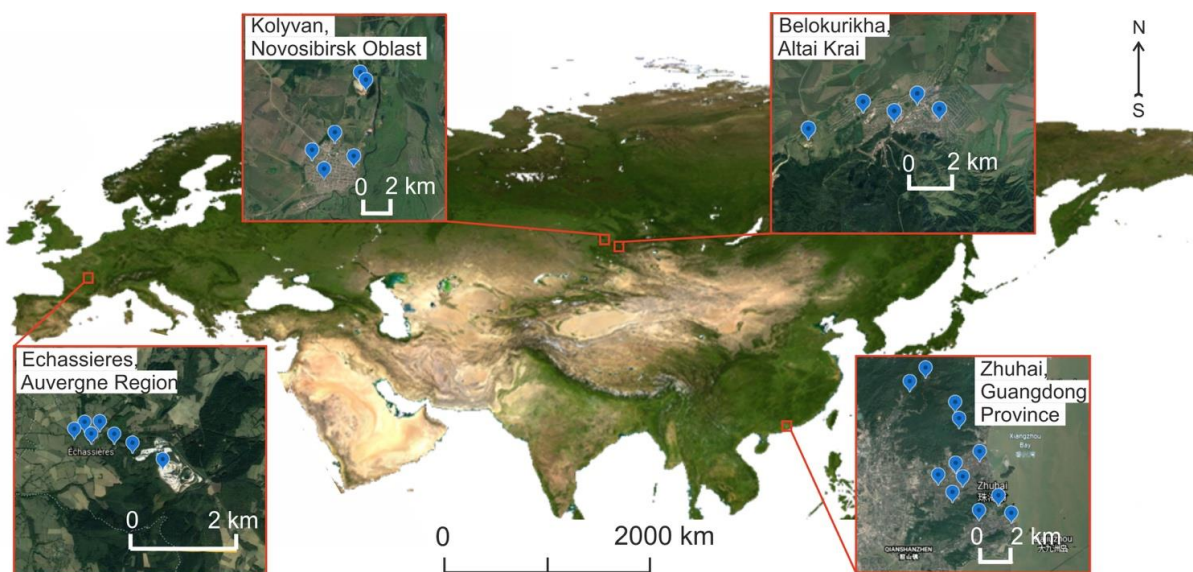 Kolyvan,
Novosibirsk Oblast
0 2 km
Belokurikha,
Altai Krai
0 2 km
N
S
Echassieres,
Auvergne Region
Echassières
0 2 km
0 2000 km
Zhuhai,
Guangdong
Province
Xiangzhou
Bay
Zhuhai
QIANSHANZHEN
0 2 km